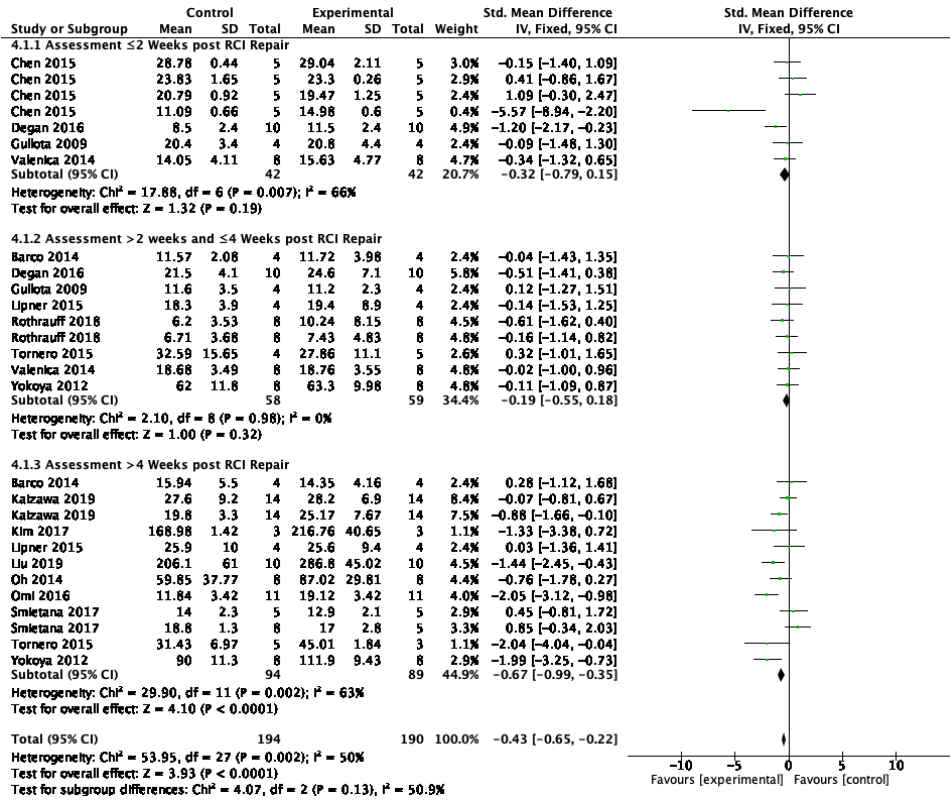 Control Experimental Std. Mean Difference Std. Mean Difference
Study or Subgroup Mean SD Total Mean SD Total Weight IV, Fixed, 95% CI IV, Fixed, 95% CI
4.1.1 Assessment ≤2 Weeks post RCI Repair
Chen 2015 28.78 0.44 5 29.04 2.11 5 3.0% −0.15 [−1.40, 1.09]
Chen 2015 23.83 1.65 5 23.3 0.26 5 2.9% 0.41 [−0.86, 1.67]
Chen 2015 20.79 0.92 5 19.47 1.25 5 2.4% 1.09 [−0.30, 2.47]
Chen 2015 11.09 0.66 5 14.98 0.6 5 0.4% −5.57 [−8.94, −2.20]
Degan 2016 8.5 2.4 10 11.5 2.4 10 4.9% −1.20 [−2.17, −0.23]
Gullota 2009 20.4 3.4 4 20.8 4.4 4 2.4% −0.09 [−1.48, 1.30]
Valenica 2014 14.05 4.11 8 15.63 4.77 8 4.7% −0.34 [−1.32, 0.65]
Subtotal (95% CI) 42 42 20.7% −0.32 [−0.79, 0.15]
Heterogeneity: Chi² = 17.88, df = 6 (P = 0.007); I² = 66%
Test for overall effect: Z = 1.32 (P = 0.19)
4.1.2 Assessment >2 weeks and ≤4 Weeks post RCI Repair
Barco 2014 11.57 2.08 4 11.72 3.98 4 2.4% −0.04 [−1.43, 1.35]
Degan 2016 21.5 4.1 10 24.6 7.1 10 5.8% −0.51 [−1.41, 0.38]
Gullota 2009 11.6 3.5 4 11.2 2.3 4 2.4% 0.12 [−1.27, 1.51]
Lipner 2015 18.3 3.9 4 19.4 8.9 4 2.4% −0.14 [−1.53, 1.25]
Rothrauff 2018 6.2 3.53 8 10.24 8.15 8 4.5% −0.61 [−1.62, 0.40]
Rothrauff 2018 6.71 3.68 8 7.43 4.83 8 4.8% −0.16 [−1.14, 0.82]
Tornero 2015 32.59 15.65 4 27.86 11.1 5 2.6% 0.32 [−1.01, 1.65]
Valenica 2014 18.68 3.49 8 18.76 3.55 8 4.8% −0.02 [−1.00, 0.96]
Yokoya 2012 62 11.8 8 63.3 9.98 8 4.8% −0.11 [−1.09, 0.87]
Subtotal (95% CI) 58 59 34.4% −0.19 [−0.55, 0.18]
Heterogeneity: Chi² = 2.10, df = 8 (P = 0.98); I² = 0%
Test for overall effect: Z = 1.00 (P = 0.32)
4.1.3 Assessment >4 Weeks post RCI Repair
Barco 2014 15.94 5.5 4 14.35 4.16 4 2.4% 0.28 [−1.12, 1.68]
Kaizawa 2019 27.6 9.2 14 28.2 6.9 14 8.4% −0.07 [−0.81, 0.67]
Kaizawa 2019 19.8 3.3 14 25.17 7.67 14 7.5% −0.88 [−1.66, −0.10]
Kim 2017 168.98 1.42 3 216.76 40.65 3 1.1% −1.33 [−3.38, 0.72]
Lipner 2015 25.9 10 4 25.6 9.4 4 2.4% 0.03 [−1.36, 1.41]
Liu 2019 206.1 61 10 286.8 45.02 10 4.5% −1.44 [−2.45, −0.43]
Oh 2014 59.85 37.77 8 87.02 29.81 8 4.4% −0.76 [−1.78, 0.27]
Omi 2016 11.84 3.42 11 19.12 3.42 11 4.0% −2.05 [−3.12, −0.98]
Smietana 2017 14 2.3 5 12.9 2.1 5 2.9% 0.45 [−0.81, 1.72]
Smietana 2017 18.8 1.3 8 17 2.8 5 3.3% 0.85 [−0.34, 2.03]
Tornero 2015 31.43 6.97 5 45.01 1.84 3 1.1% −2.04 [−4.04, −0.04]
Yokoya 2012 90 11.3 8 111.9 9.43 8 2.9% −1.99 [−3.25, −0.73]
Subtotal (95% CI) 94 89 44.9% −0.67 [−0.99, −0.35]
Heterogeneity: Chi² = 29.90, df = 11 (P = 0.002); I² = 63%
Test for overall effect: Z = 4.10 (P < 0.0001)
Total (95% CI) 194 190 100.0% −0.43 [−0.65, −0.22]
Heterogeneity: Chi² = 53.95, df = 27 (P = 0.002); I² = 50%
Test for overall effect: Z = 3.93 (P < 0.0001)
Test for subgroup differences: Chi² = 4.07, df = 2 (P = 0.13), I² = 50.9%
−10 −5 0 5 10
Favours [experimental] Favours [control]